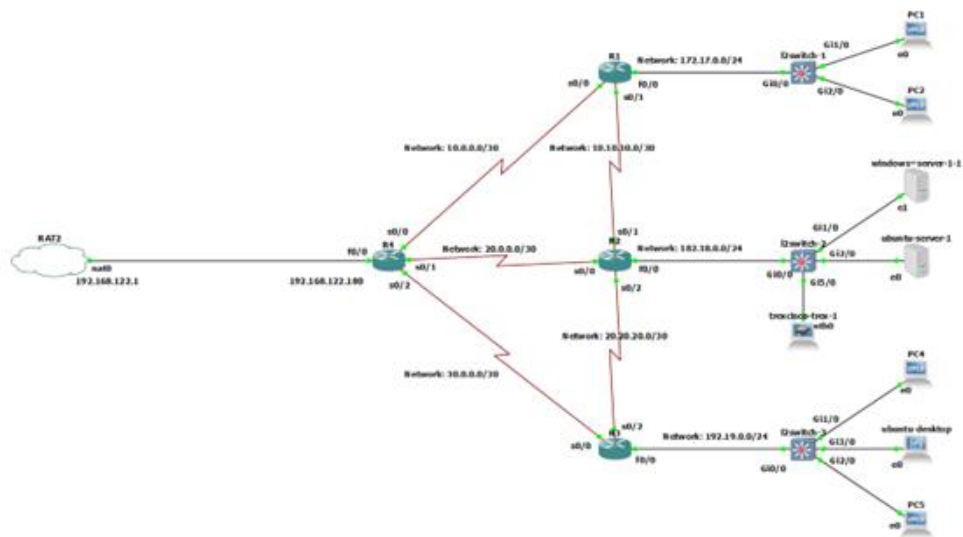 PC1
R1
Network: 172.17.0.0/24
l2switch-1
Gi1/0
e0
s0/0
f0/0
Gi0/0
Gi2/0
PC2
s0/1
e0
Network: 10.0.0.0/30
Network: 10.10.10.0/30
windows-server-1-1
e1
s0/0
s0/1
Gi1/0
NAT2
R4
R2
l2switch-2
ubuntu-server-1
f0/0
Network: 20.0.0.0/30
Network: 182.18.0.0/24
Gi2/0
nat0
s0/1
s0/0
f0/0
Gi0/0
e0
192.168.122.1
192.168.122.180
s0/2
s0/2
Gi5/0
eth0
Network: 20.20.20.0/30
PC4
Network: 30.0.0.0/30
e0
Gi1/0
s0/2
l2switch-3
ubuntu-desktop
R3
Network: 192.19.0.0/24
Gi3/0
s0/0
f0/0
Gi0/0
Gi2/0
e0
PC5
e0